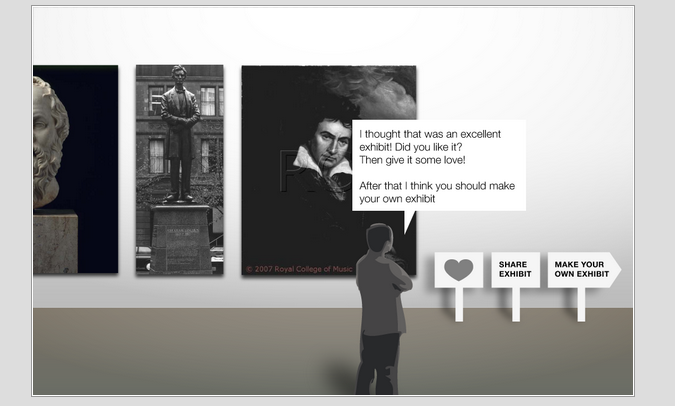 I thought that was an excellent
exhibit! Did you like it?
Then give it some love!
After that I think you should make
your own exhibit
© 2007 Royal College of Music
SHARE
EXHIBIT
MAKE YOUR
OWN EXHIBIT